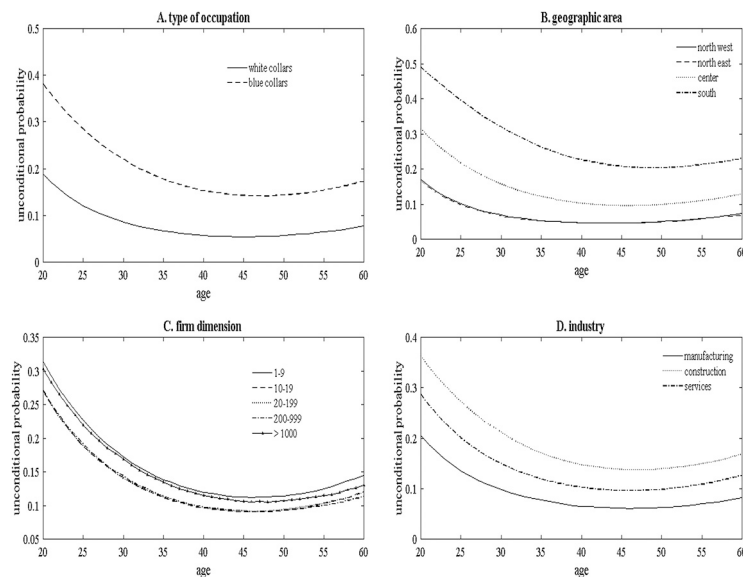 A. type of occupation
unconditional probability
0.5
0.4
0.3
0.2
0.1
0
white collars
blue collars
20 25 30 35 40 45 50 55 60
age
B. geographic area
unconditional probability
0.6
0.5
0.4
0.3
0.2
0.1
0
north west
north east
center
south
20 25 30 35 40 45 50 55 60
age
C. firm dimension
unconditional probability
0.35
0.3
0.25
0.2
0.15
0.1
0.05
1-9
10-19
20-199
200-999
> 1000
20 25 30 35 40 45 50 55 60
age
D. industry
unconditional probability
0.4
0.3
0.2
0.1
0
manufacturing
construction
services
20 25 30 35 40 45 50 55 60
age